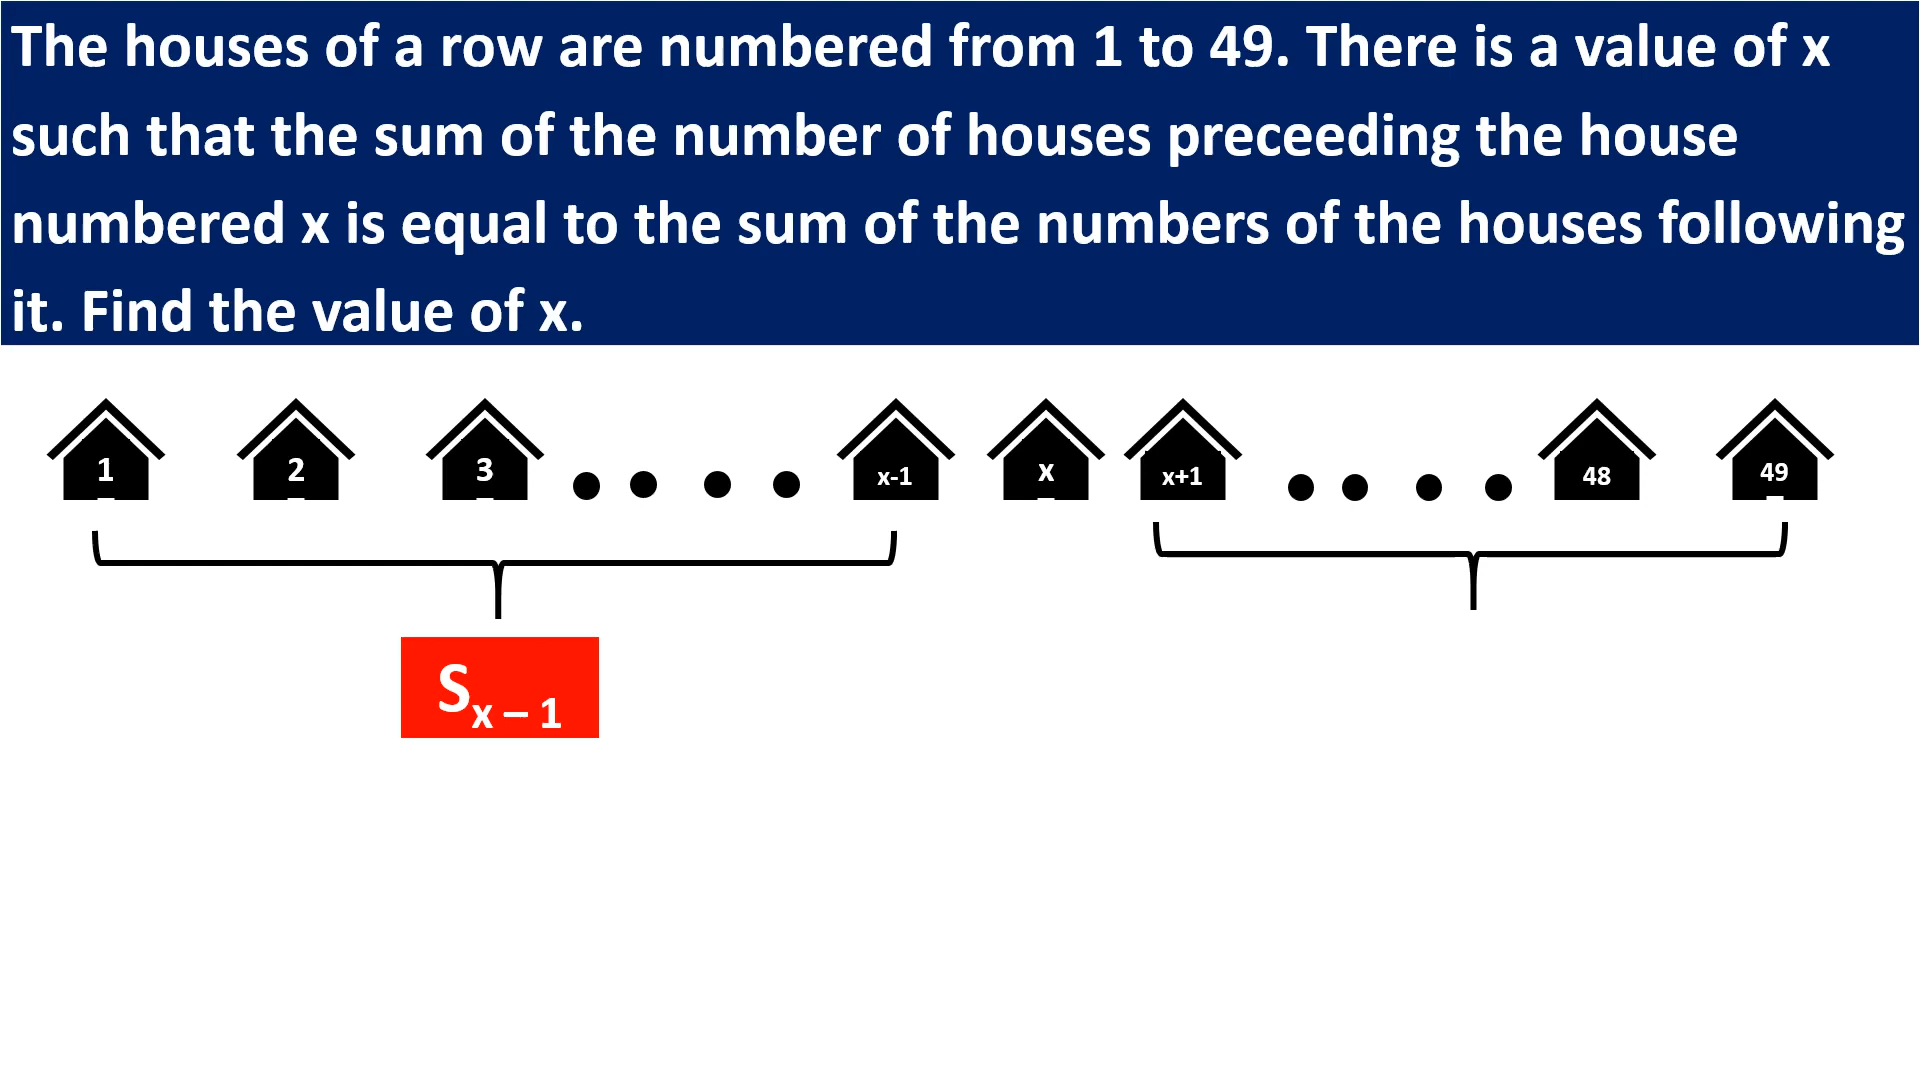 The houses of a row are numbered from 1 to 49. There is a value of x
such that the sum of the number of houses preceeding the house
numbered x is equal to the sum of the numbers of the houses following
it. Find the value of x.
1 2 3 x-1 x x+1 48 49
Sx – 1